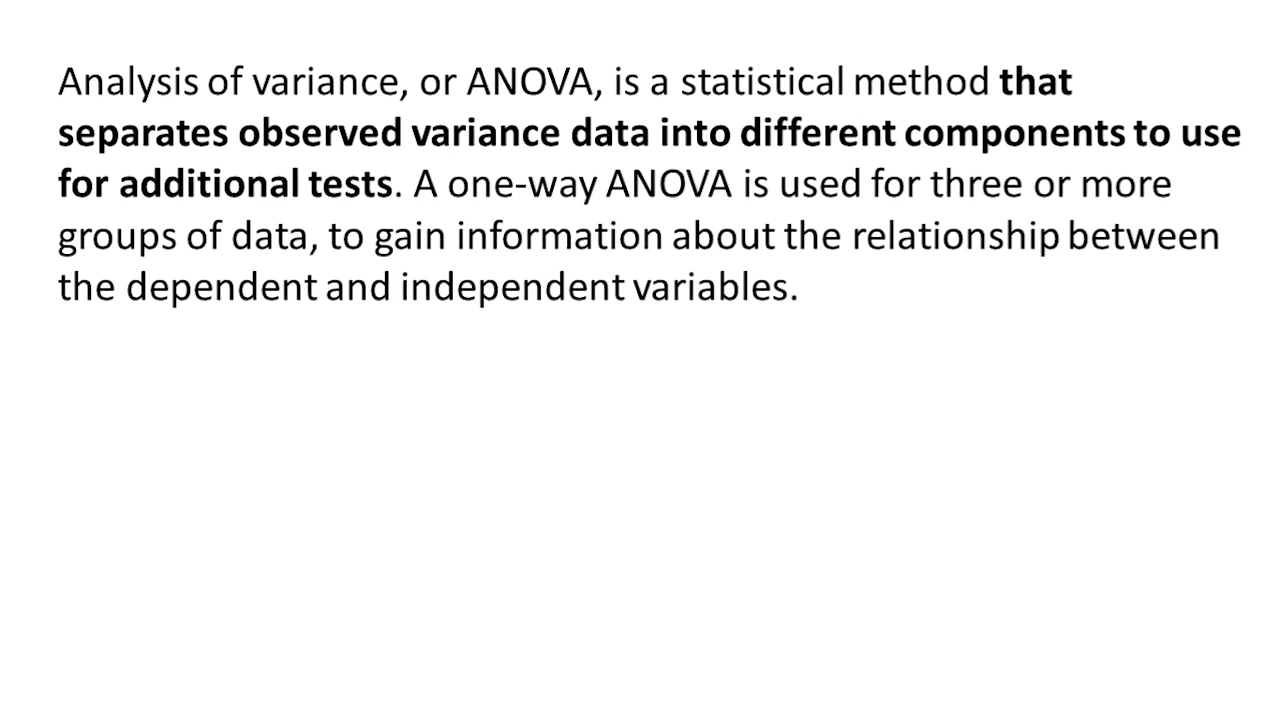 Analysis of variance, or ANOVA, is a statistical method that
separates observed variance data into different components to use
for additional tests. A one-way ANOVA is used for three or more
groups of data, to gain information about the relationship between
the dependent and independent variables.